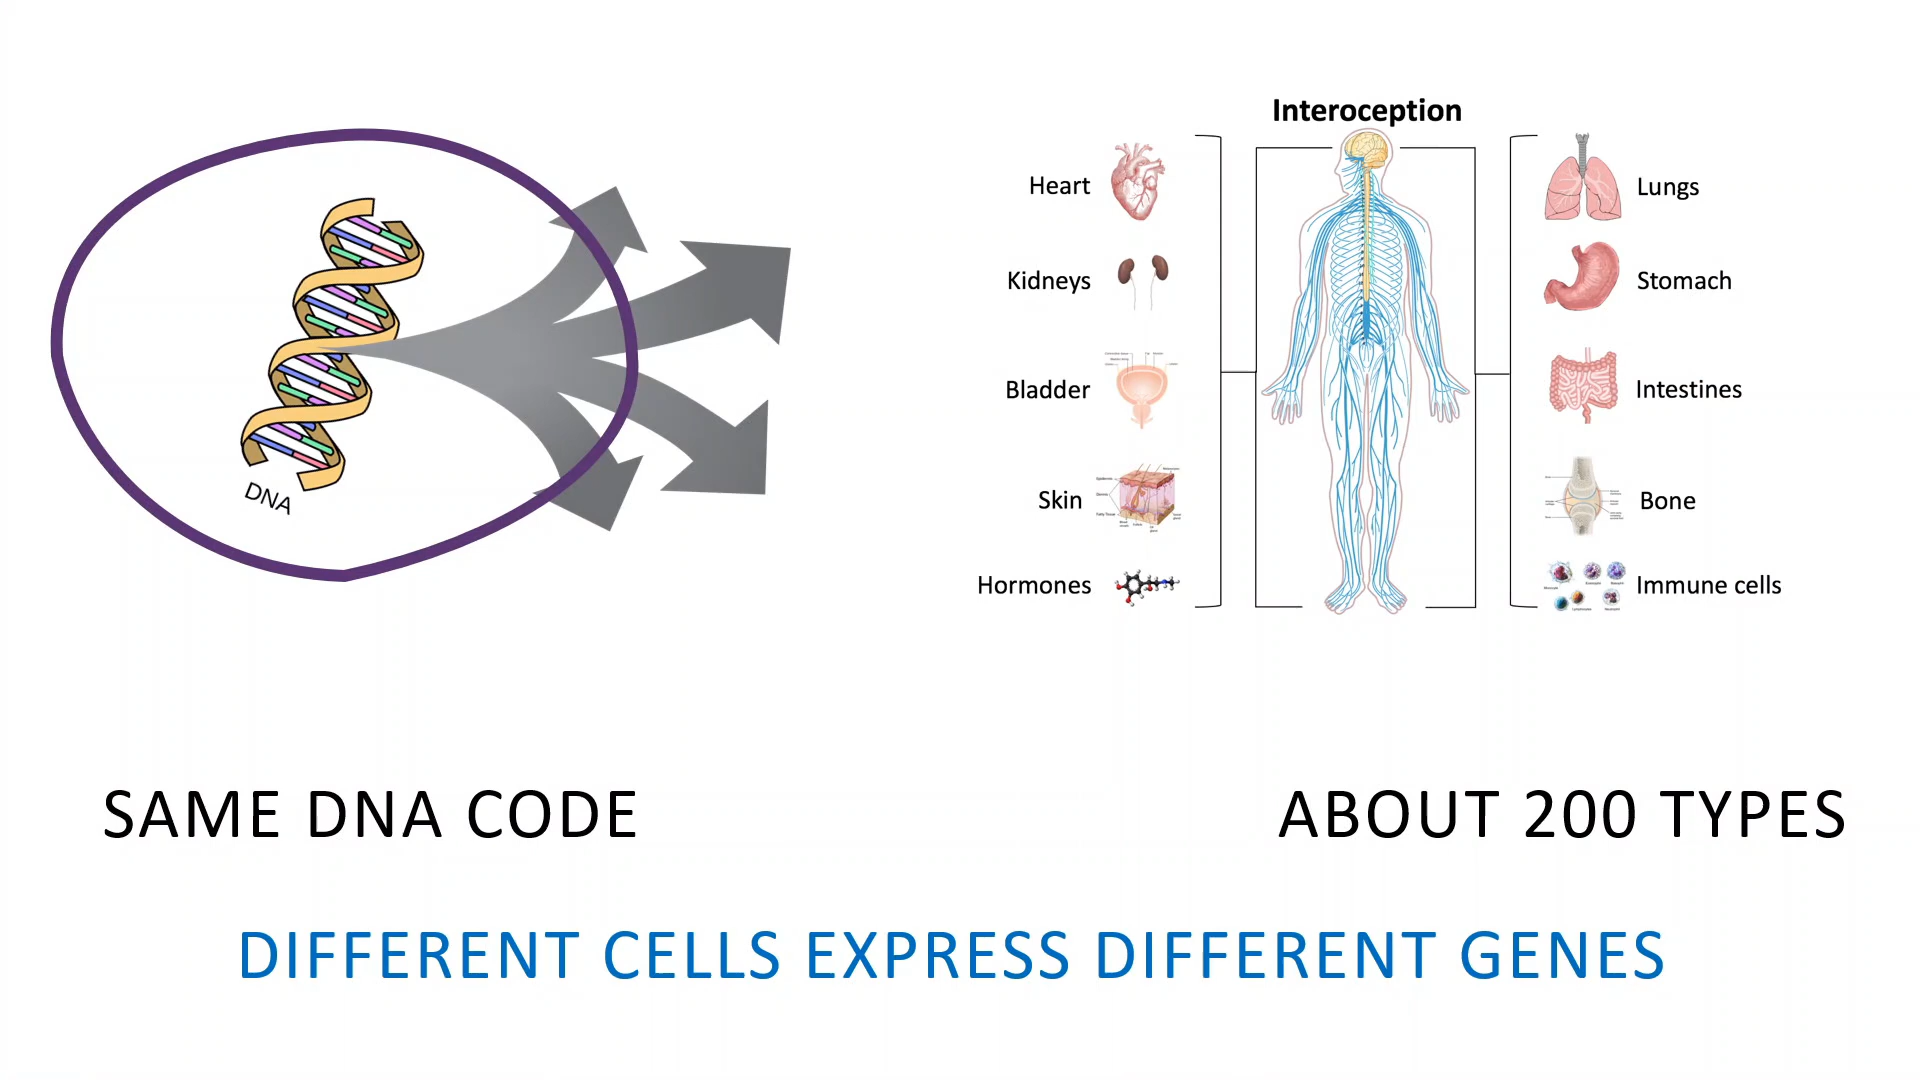 Interoception
Heart
Kidneys
Bladder
Skin
Hormones
Lungs
Stomach
Intestines
Bone
Immune cells
DNA
SAME DNA CODE
ABOUT 200 TYPES
DIFFERENT CELLS EXPRESS DIFFERENT GENES